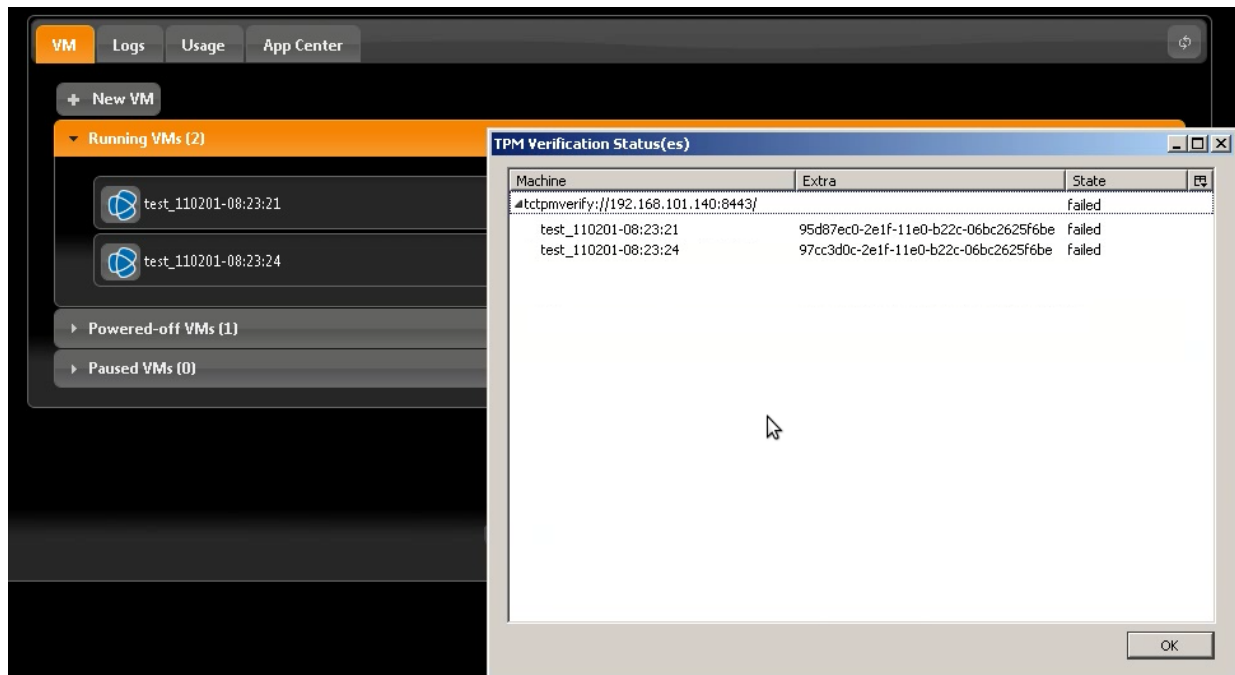 VM Logs Usage App Center
+ New VM
Running VMs (2)
test_110201-08:23:21
test_110201-08:23:24
Powered-off VMs (1)
Paused VMs (0)
TPM Verification Status(es)
Machine Extra State
tctpmverify://192.168.101.140:8443/ failed
test_110201-08:23:21 95d87ec0-2e1f-11e0-b22c-06bc2625f6be failed
test_110201-08:23:24 97cc3d0c-2e1f-11e0-b22c-06bc2625f6be failed
OK